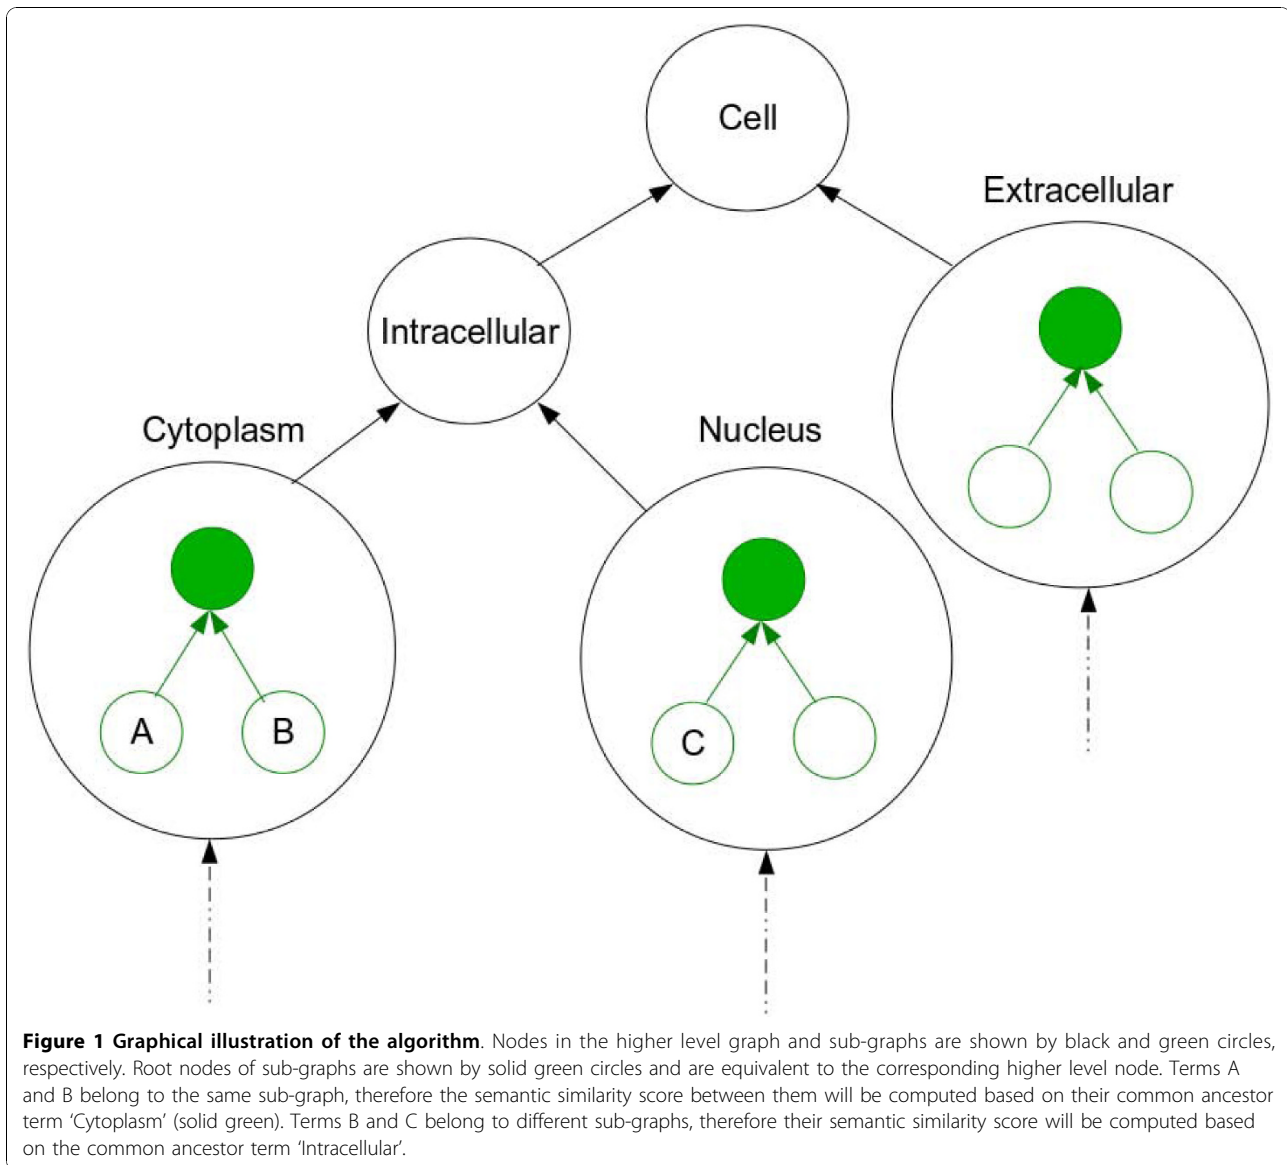 Cell
Extracellular
Intracellular
Cytoplasm
Nucleus
A
B
C
Figure 1 Graphical illustration of the algorithm. Nodes in the higher level graph and sub-graphs are shown by black and green circles,
respectively. Root nodes of sub-graphs are shown by solid green circles and are equivalent to the corresponding higher level node. Terms A
and B belong to the same sub-graph, therefore the semantic similarity score between them will be computed based on their common ancestor
term ‘Cytoplasm’ (solid green). Terms B and C belong to different sub-graphs, therefore their semantic similarity score will be computed based
on the common ancestor term ‘Intracellular’.